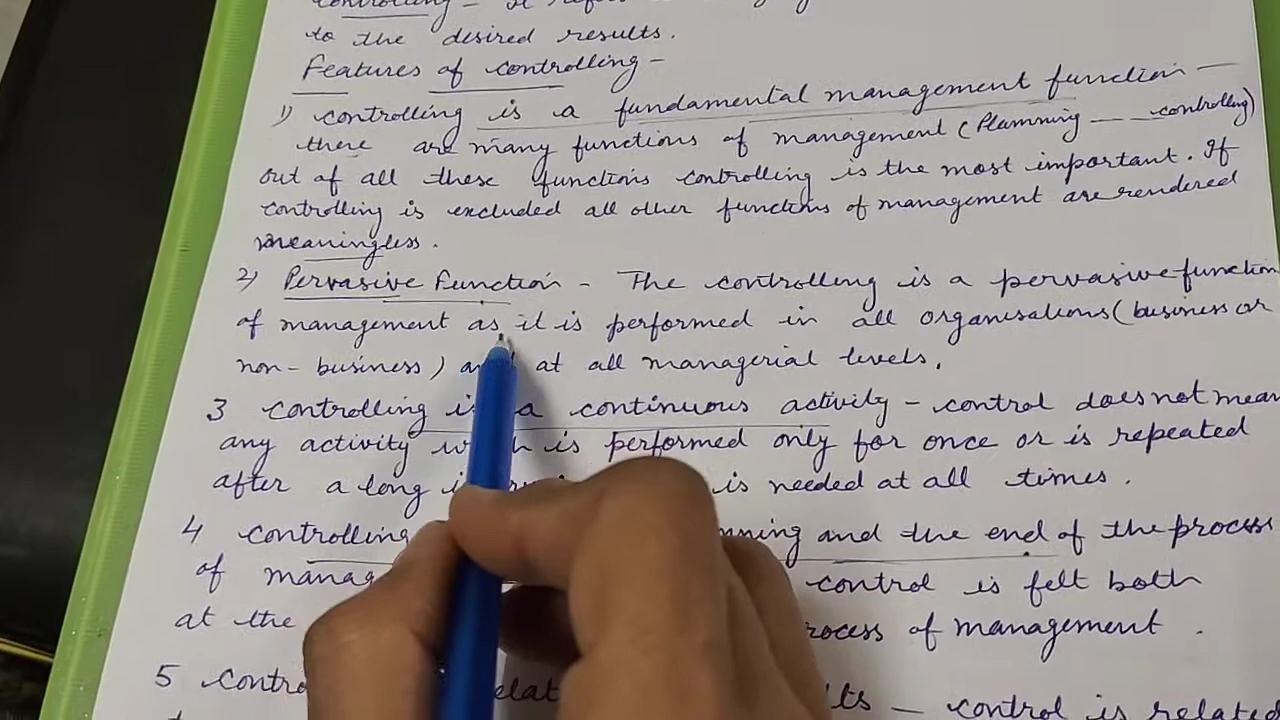 controlling - It refers
to the desired results.
Features of controlling -
1) controlling is a fundamental management function -
there are many functions of management (Planning --- controlling)
out of all these functions controlling is the most important. If
controlling is excluded all other functions of management are rendered
meaningless.
2) Pervasive Function - The controlling is a pervasive function
of management as it is performed in all organisations (business or
non-business) at all managerial levels.
3 controlling is a continuous activity - control does not mean
any activity is performed only for once or is repeated
after a long is needed at all times.
4 controlling and the end of the process
of control is felt both
at the process of management.
5 control is related